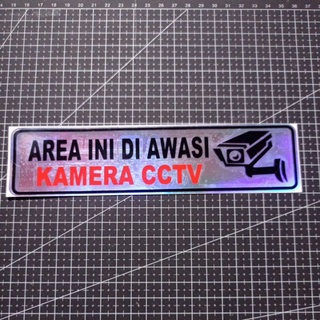 AREA INI DI AWASI
KAMERA CCTV